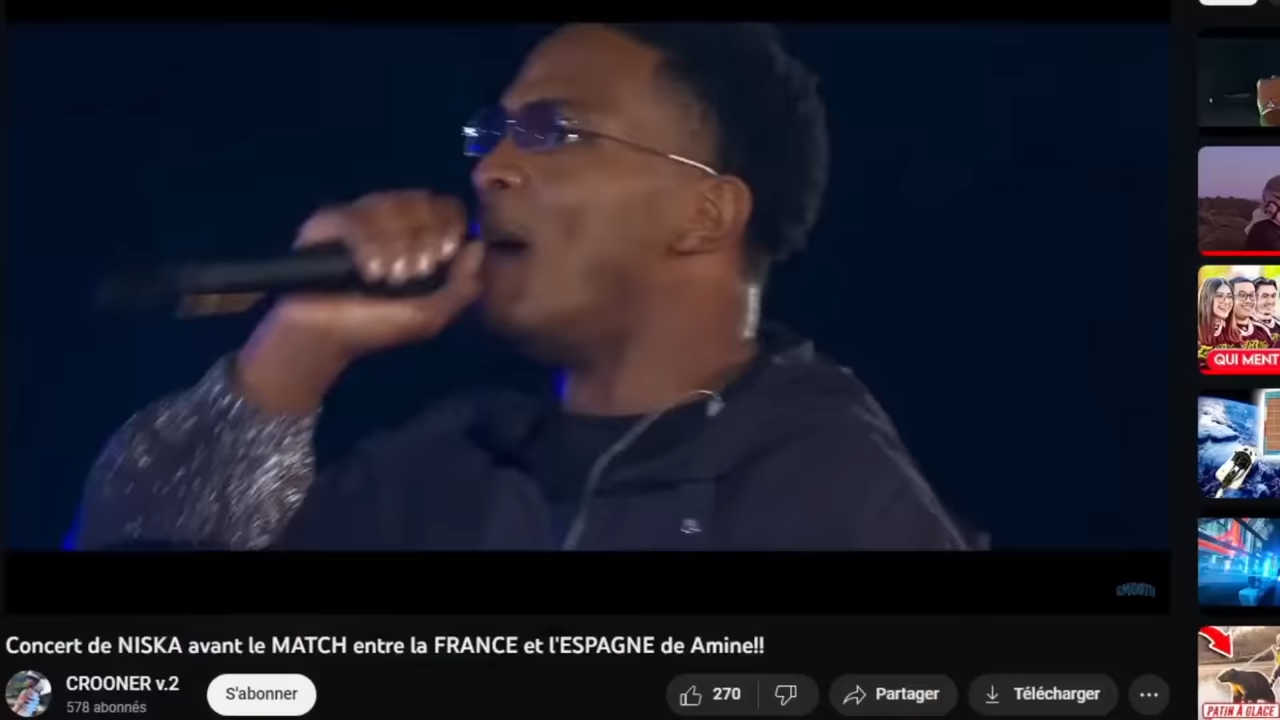 QUI MENT
SMOOTH
Concert de NISKA avant le MATCH entre la FRANCE et l'ESPAGNE de Amine!!
CROONER v.2
578 abonnés
S'abonner
270
Partager
Télécharger
PATIN À GLACE